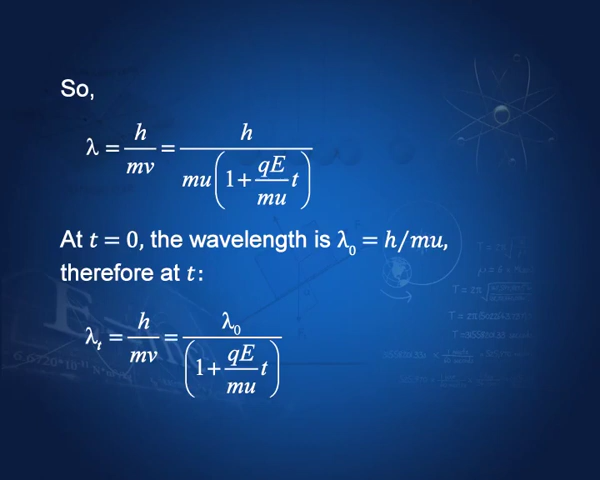 So,
λ = h/mv = h/mu(1+qE/mu t)
At t = 0, the wavelength is λ₀ = h/mu,
therefore at t:
λₜ = h/mv = λ₀/(1+qE/mu t)